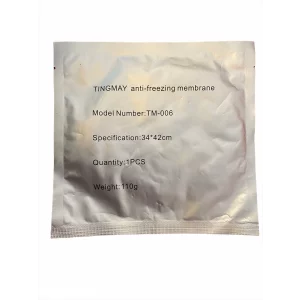 TINGMAY anti-freezing membrane
Model Number:TM-006
Specification:34*42cm
Quantity:1PCS
Weight:110g